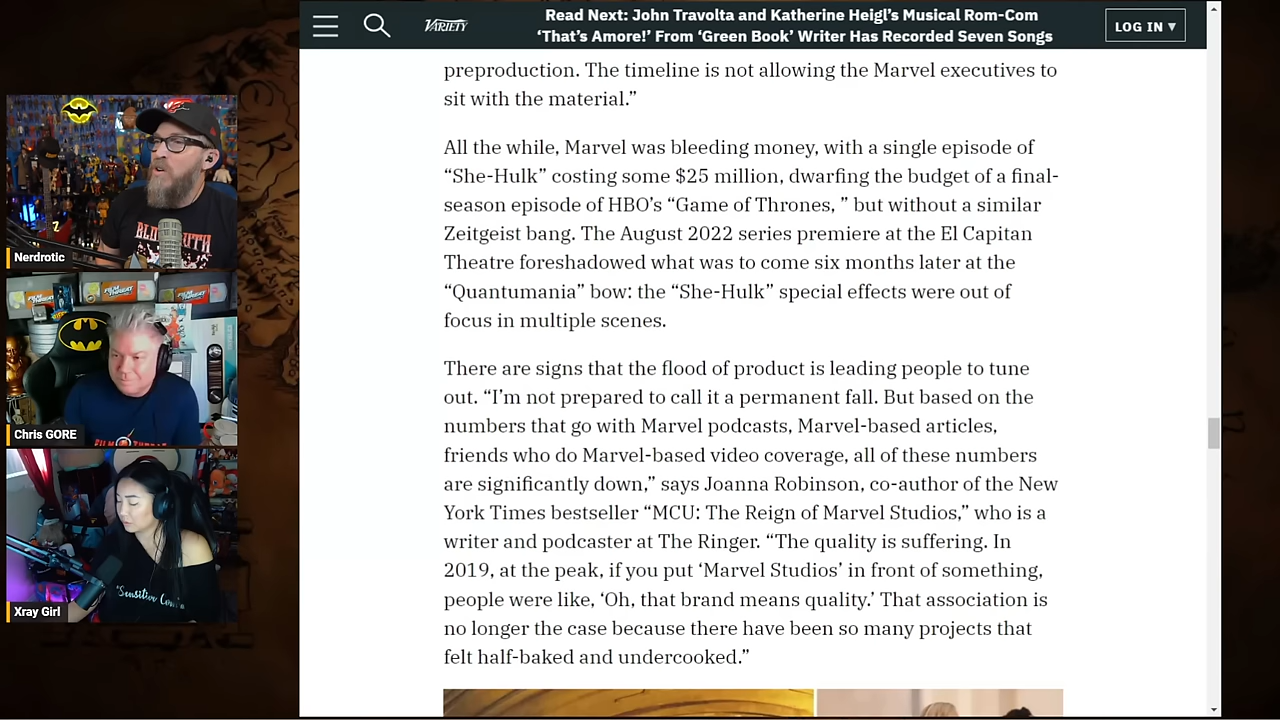 Read Next: John Travolta and Katherine Heigl’s Musical Rom-Com
‘That’s Amore!’ From ‘Green Book’ Writer Has Recorded Seven Songs
VARIETY
LOG IN ▾
preproduction. The timeline is not allowing the Marvel executives to
sit with the material.”
All the while, Marvel was bleeding money, with a single episode of
“She-Hulk” costing some $25 million, dwarfing the budget of a final-
season episode of HBO’s “Game of Thrones, ” but without a similar
Zeitgeist bang. The August 2022 series premiere at the El Capitan
Theatre foreshadowed what was to come six months later at the
“Quantumania” bow: the “She-Hulk” special effects were out of
focus in multiple scenes.
There are signs that the flood of product is leading people to tune
out. “I’m not prepared to call it a permanent fall. But based on the
numbers that go with Marvel podcasts, Marvel-based articles,
friends who do Marvel-based video coverage, all of these numbers
are significantly down,” says Joanna Robinson, co-author of the New
York Times bestseller “MCU: The Reign of Marvel Studios,” who is a
writer and podcaster at The Ringer. “The quality is suffering. In
2019, at the peak, if you put ‘Marvel Studios’ in front of something,
people were like, ‘Oh, that brand means quality.’ That association is
no longer the case because there have been so many projects that
felt half-baked and undercooked.”
Nerdrotic
Chris GORE
Xray Girl